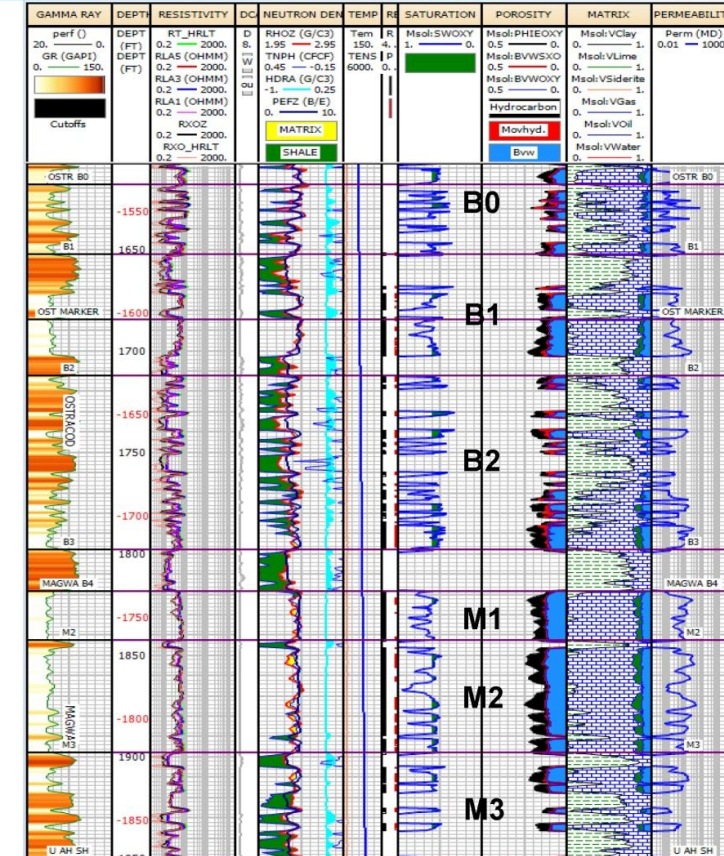 GAMMA RAY DEPTH RESISTIVITY NEUTRON DEN TEMP SATURATION POROSITY MATRIX PERMEABILIT
perf ()
20. 0.
GR (GAPI)
0. 150.
Cutoffs
DEPT
(FT)
DEPT
(FT)
RT_HRLT
0.2 2000.
RLA5 (OHMM)
0.2 2000.
RLA3 (OHMM)
0.2 2000.
RLA1 (OHMM)
0.2 2000.
RXOZ
0.2 2000.
RXO_HRLT
0.2 2000.
D
8.
W
ou
RHOZ (G/C3)
1.95 2.95
TNPH (CFCF)
0.45 -0.15
HDRA (G/C3)
-1. 0.25
PEFZ (B/E)
0. 10.
MATRIX
SHALE
Tem
150.
TENS
6000.
R
4.
P
0.
Msol:SWOXY
1. 0.
Msol:PHIEOXY
0.5 0.
Msol:BVWSXO
0.5 0.
Msol:BVWOXY
0.5 0.
Hydrocarbon
Movhyd.
Bvw
Msol:VClay
0. 1.
Msol:VLime
0. 1.
Msol:VSiderite
0. 1.
Msol:VGas
0. 1.
Msol:VOil
0. 1.
Msol:VWater
0. 1.
Perm (MD)
0.01 1000
OSTR B0 OSTR B0
B0
-1550
B1 1650 B1
OST MARKER -1600 B1 OST MARKER
1700
B2 B2
OSTRACOD
-1650
1750
B2
-1700
B3 B3
1800
MAGWA B4 MAGWA B4
-1750 M1
M2 M2
1850
MAGWA
M2
-1800
M3 M3
1900
M3
-1850
U AH SH U AH SH